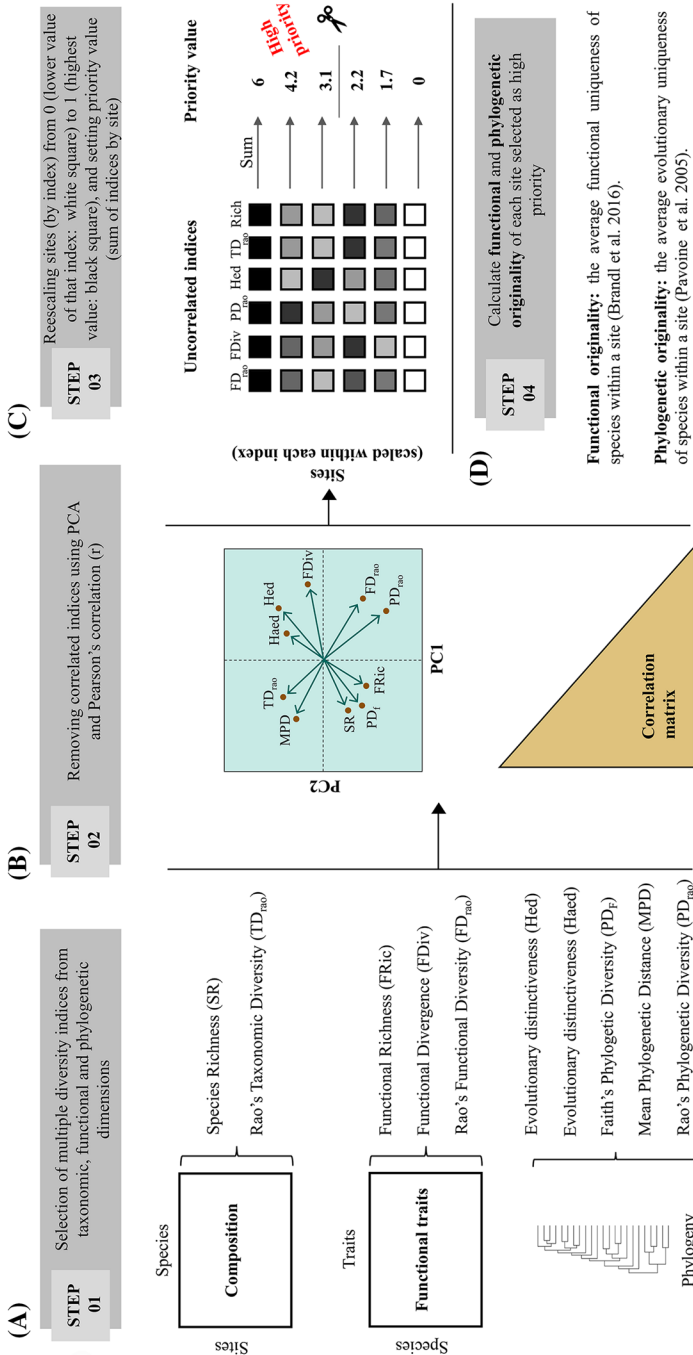 (A)
STEP
01
Selection of multiple diversity indices from
taxonomic, functional and phylogenetic
dimensions
Species
Sites
Composition
Species Richness (SR)
Rao's Taxonomic Diversity (TDrao)
Traits
Species
Functional traits
Functional Richness (FRic)
Functional Divergence (FDiv)
Rao's Functional Diversity (FDrao)
Phylogeny
Evolutionary distinctiveness (Hed)
Evolutionary distinctiveness (Haed)
Faith's Phylogetic Diversity (PDF)
Mean Phylogenetic Distance (MPD)
Rao's Phylogenetic Diversity (PDrao)
(B)
STEP
02
Removing correlated indices using PCA
and Pearson's correlation (r)
PC2
PC1
TDrao
MPD
Haed
Hed
FDiv
SR
PDf
FRic
FDrao
PDrao
Correlation
matrix
(C)
STEP
03
Reescaling sites (by index) from 0 (lower value
of that index: white square) to 1 (highest
value: black square), and setting priority value
(sum of indices by site)
Uncorrelated indices
Priority value
FDrao FDiv PDrao Hed TDrao Rich
Sum
Sites
(scaled within each index)
6
4.2
3.1
2.2
1.7
0
High
priority
(D)
STEP
04
Calculate functional and phylogenetic
originality of each site selected as high
priority
Functional originality: the average functional uniqueness of
species within a site (Brandl et al. 2016).
Phylogenetic originality: the average evolutionary uniqueness
of species within a site (Pavoine et al. 2005).